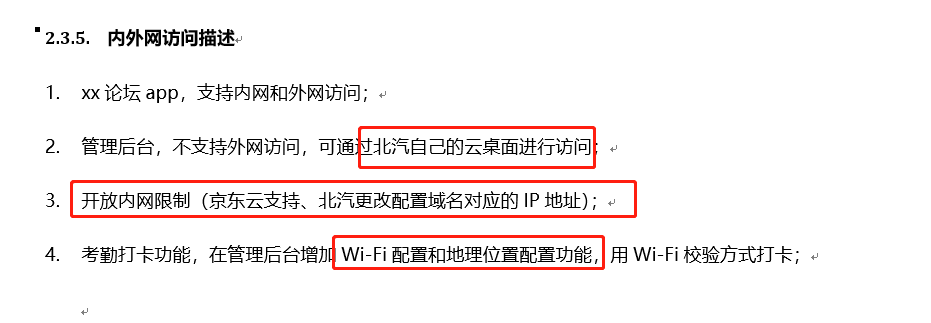 2.3.5. 内外网访问描述
1. xx 论坛 app，支持内网和外网访问；
2. 管理后台，不支持外网访问，可通过北汽自己的云桌面进行访问；
3. 开放内网限制（京东云支持、北汽更改配置域名对应的 IP 地址）；
4. 考勤打卡功能，在管理后台增加 Wi-Fi 配置和地理位置配置功能，用 Wi-Fi 校验方式打卡；